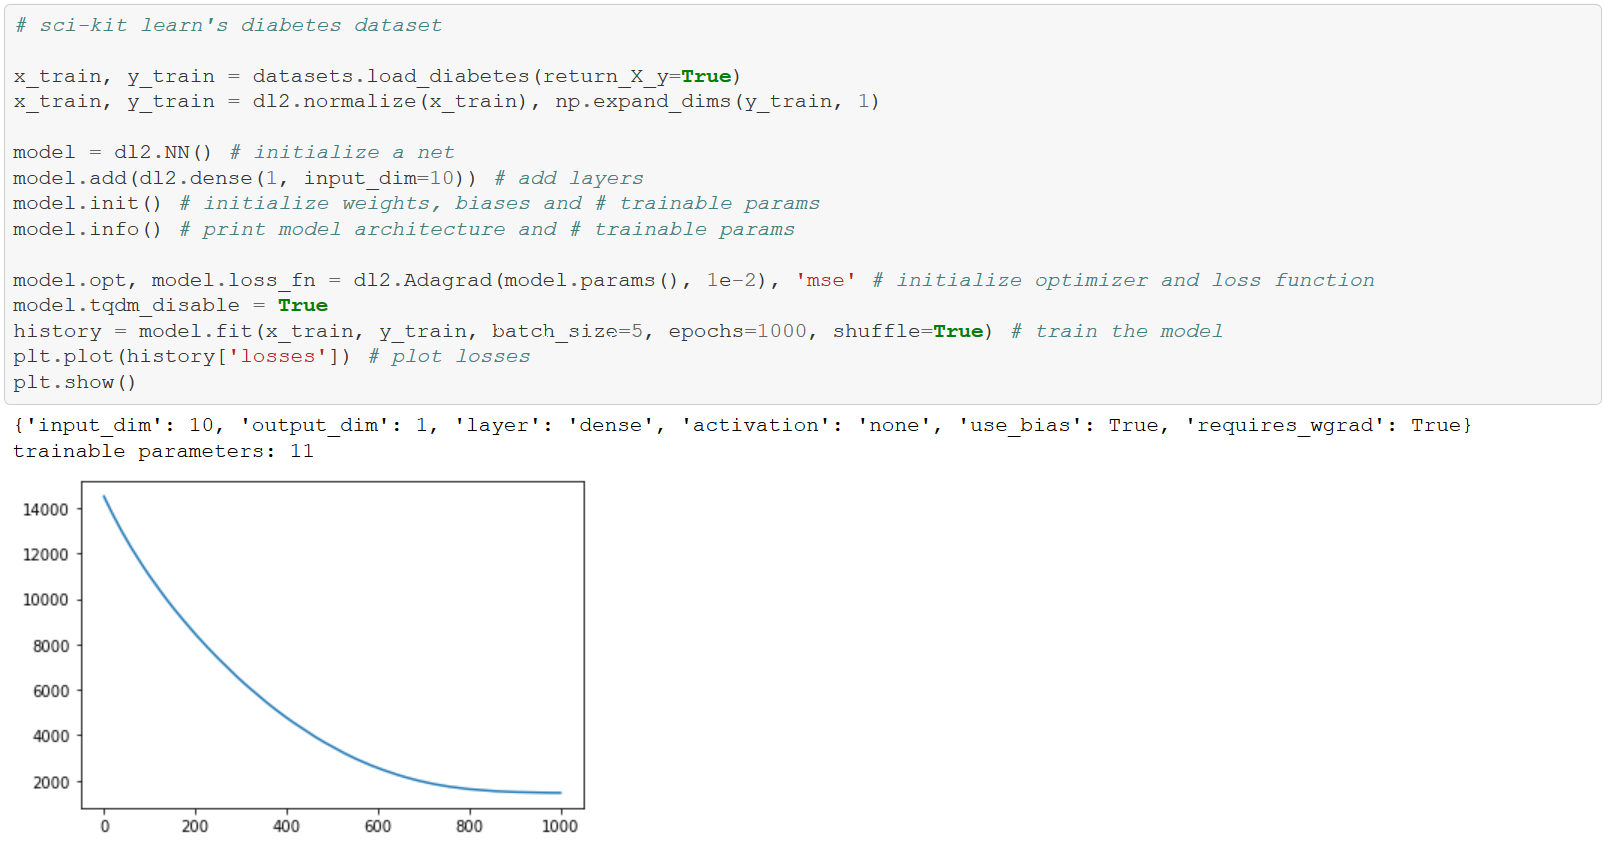 # sci-kit learn's diabetes dataset
x_train, y_train = datasets.load_diabetes(return_X_y=True)
x_train, y_train = dl2.normalize(x_train), np.expand_dims(y_train, 1)
model = dl2.NN() # initialize a net
model.add(dl2.dense(1, input_dim=10)) # add layers
model.init() # initialize weights, biases and # trainable params
model.info() # print model architecture and # trainable params
model.opt, model.loss_fn = dl2.Adagrad(model.params(), 1e-2), 'mse' # initialize optimizer and loss function
model.tqdm_disable = True
history = model.fit(x_train, y_train, batch_size=5, epochs=1000, shuffle=True) # train the model
plt.plot(history['losses']) # plot losses
plt.show()
{'input_dim': 10, 'output_dim': 1, 'layer': 'dense', 'activation': 'none', 'use_bias': True, 'requires_wgrad': True}
trainable parameters: 11
14000
12000
10000
8000
6000
4000
2000
0 200 400 600 800 1000